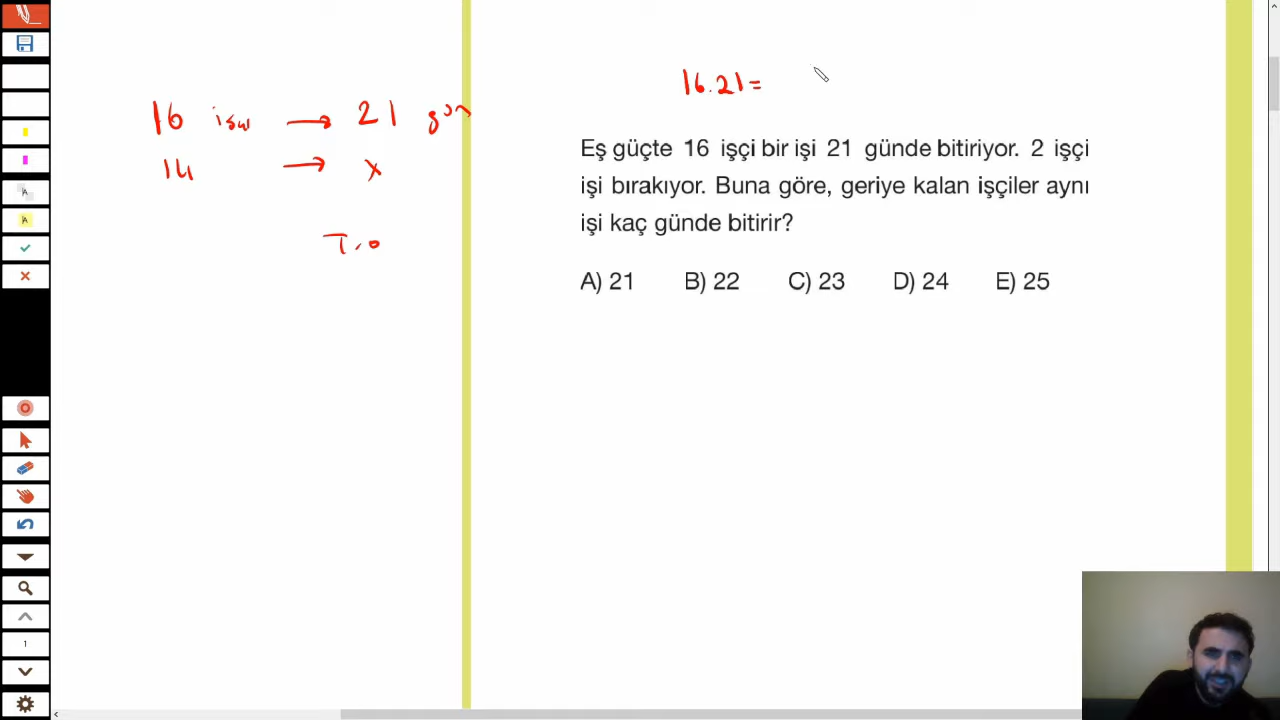 16.21=
16 işçi → 21 gün
14 → x
T.O
Eş güçte 16 işçi bir işi 21 günde bitiriyor. 2 işçi
işi bırakıyor. Buna göre, geriye kalan işçiler aynı
işi kaç günde bitirir?
A) 21 B) 22 C) 23 D) 24 E) 25
A
A
1